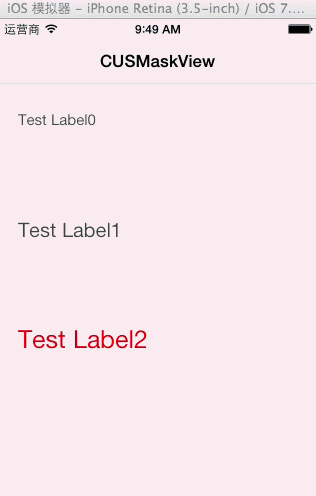 iOS 模拟器 - iPhone Retina (3.5-inch) / iOS 7....
运营商 9:49 AM
CUSMaskView
Test Label0
Test Label1
Test Label2